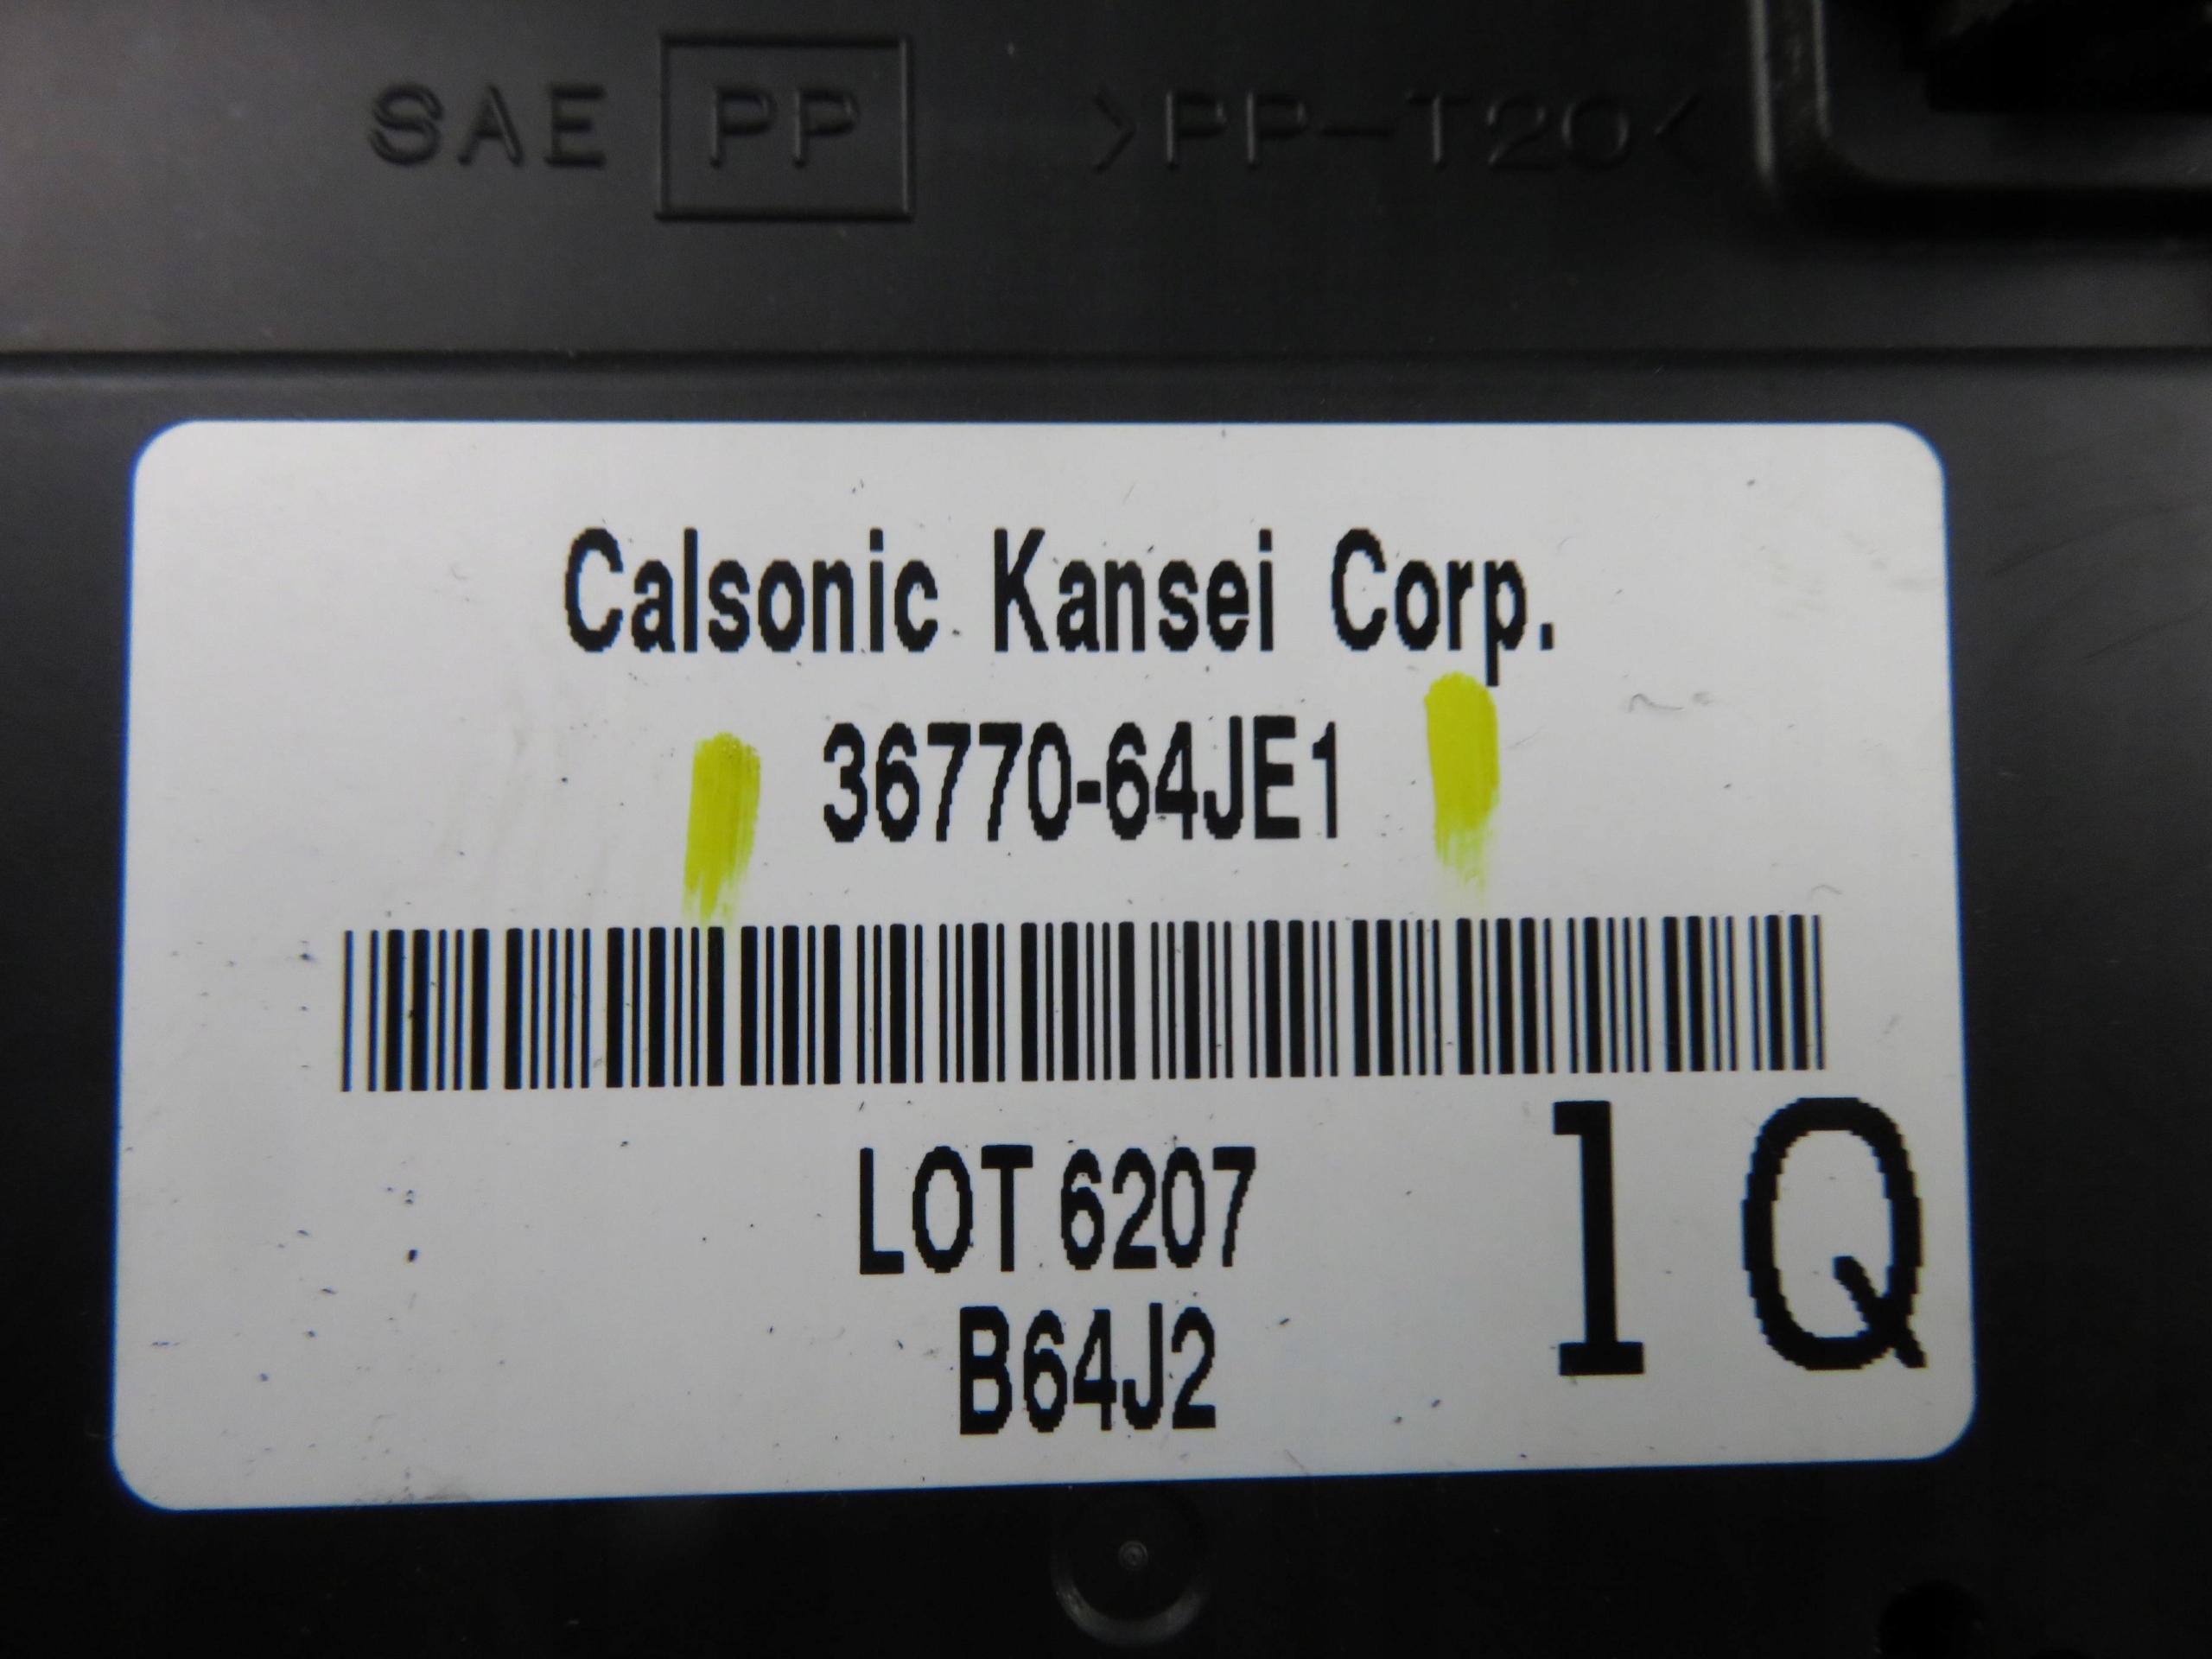 SAE PP >PP-T20<
Calsonic Kansei Corp.
36770-64JE1
LOT 6207 1Q
B64J2